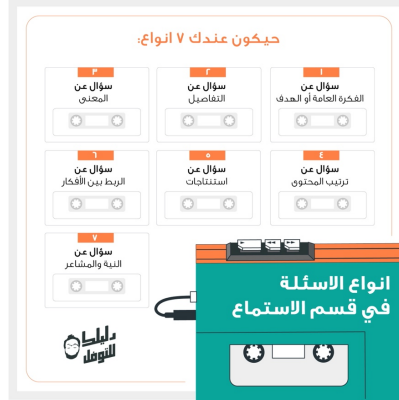 حيكون عندك ٧ انواع:
١
سؤال عن
الفكرة العامة أو الهدف
٢
سؤال عن
التفاصيل
٣
سؤال عن
المعنى
٤
سؤال عن
ترتيب المحتوى
٥
سؤال عن
استنتاجات
٦
سؤال عن
الربط بين الأفكار
٧
سؤال عن
النية والمشاعر
انواع الاسئلة
في قسم الاستماع
دليلك
للتوفل